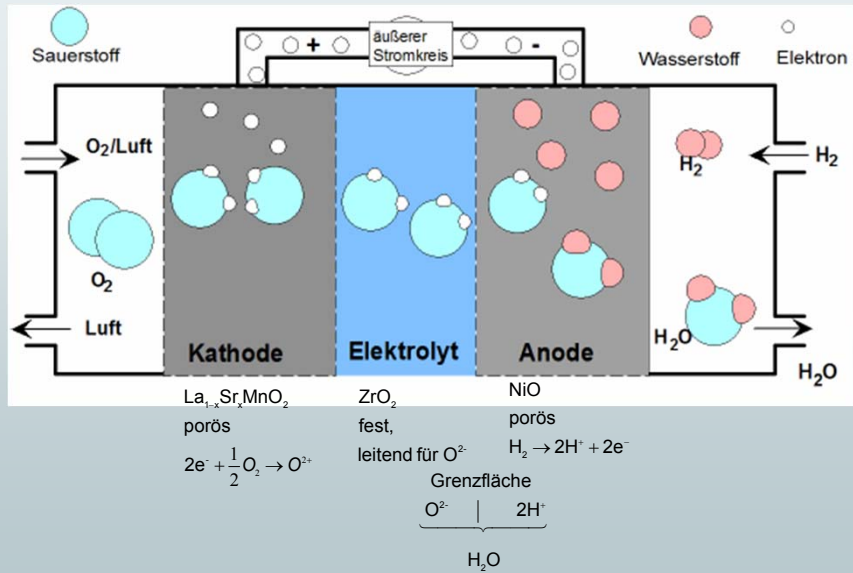 Sauerstoff
+
äußerer
Stromkreis
-
Wasserstoff
Elektron
O₂/Luft
H₂
H₂
O₂
Luft
H₂O
H₂O
Kathode
Elektrolyt
Anode
La₁₋ₓSrₓMnO₂
porös
2e⁻ + 1/2 O₂ → O²⁺
ZrO₂
fest,
leitend für O²⁻
NiO
porös
H₂ → 2H⁺ + 2e⁻
Grenzfläche
O²⁻ | 2H⁺
H₂O